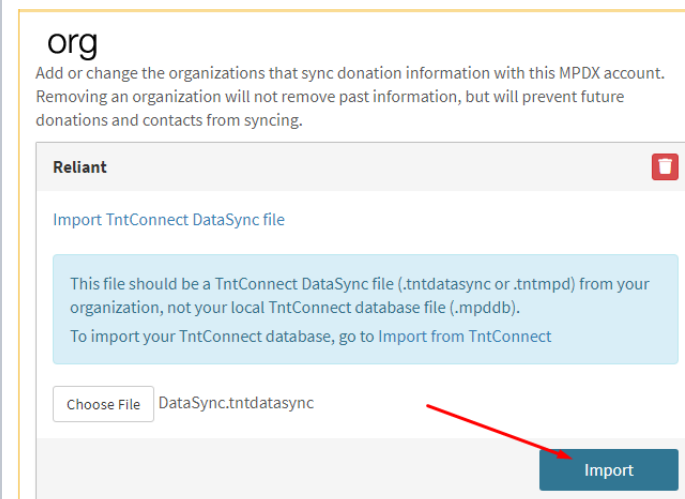 org
Add or change the organizations that sync donation information with this MPDX account.
Removing an organization will not remove past information, but will prevent future
donations and contacts from syncing.
Reliant
Import TntConnect DataSync file
This file should be a TntConnect DataSync file (.tntdatasync or .tntmpd) from your
organization, not your local TntConnect database file (.mpddb).
To import your TntConnect database, go to Import from TntConnect
Choose File DataSync.tntdatasync
Import